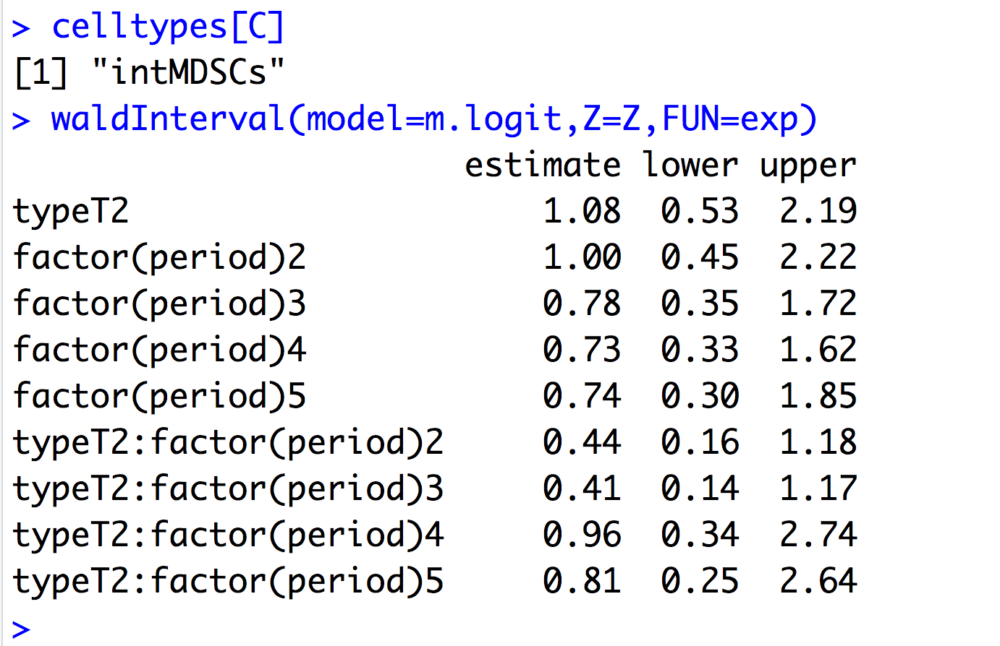 > celltypes[C]
[1] "intMDSCs"
> waldInterval(model=m.logit,Z=Z,FUN=exp)
estimate lower upper
typeT2 1.08 0.53 2.19
factor(period)2 1.00 0.45 2.22
factor(period)3 0.78 0.35 1.72
factor(period)4 0.73 0.33 1.62
factor(period)5 0.74 0.30 1.85
typeT2:factor(period)2 0.44 0.16 1.18
typeT2:factor(period)3 0.41 0.14 1.17
typeT2:factor(period)4 0.96 0.34 2.74
typeT2:factor(period)5 0.81 0.25 2.64
>